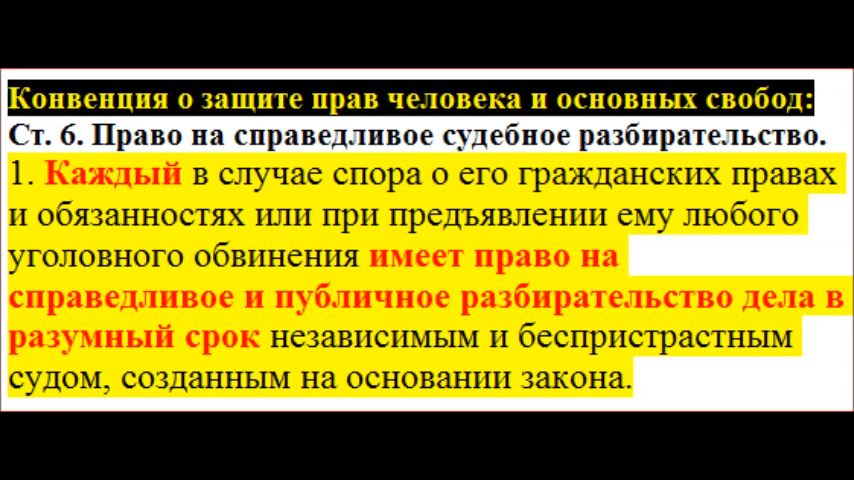 Конвенция о защите прав человека и основных свобод:
Ст. 6. Право на справедливое судебное разбирательство.
1. Каждый в случае спора о его гражданских правах
и обязанностях или при предъявлении ему любого
уголовного обвинения имеет право на
справедливое и публичное разбирательство дела в
разумный срок независимым и беспристрастным
судом, созданным на основании закона.